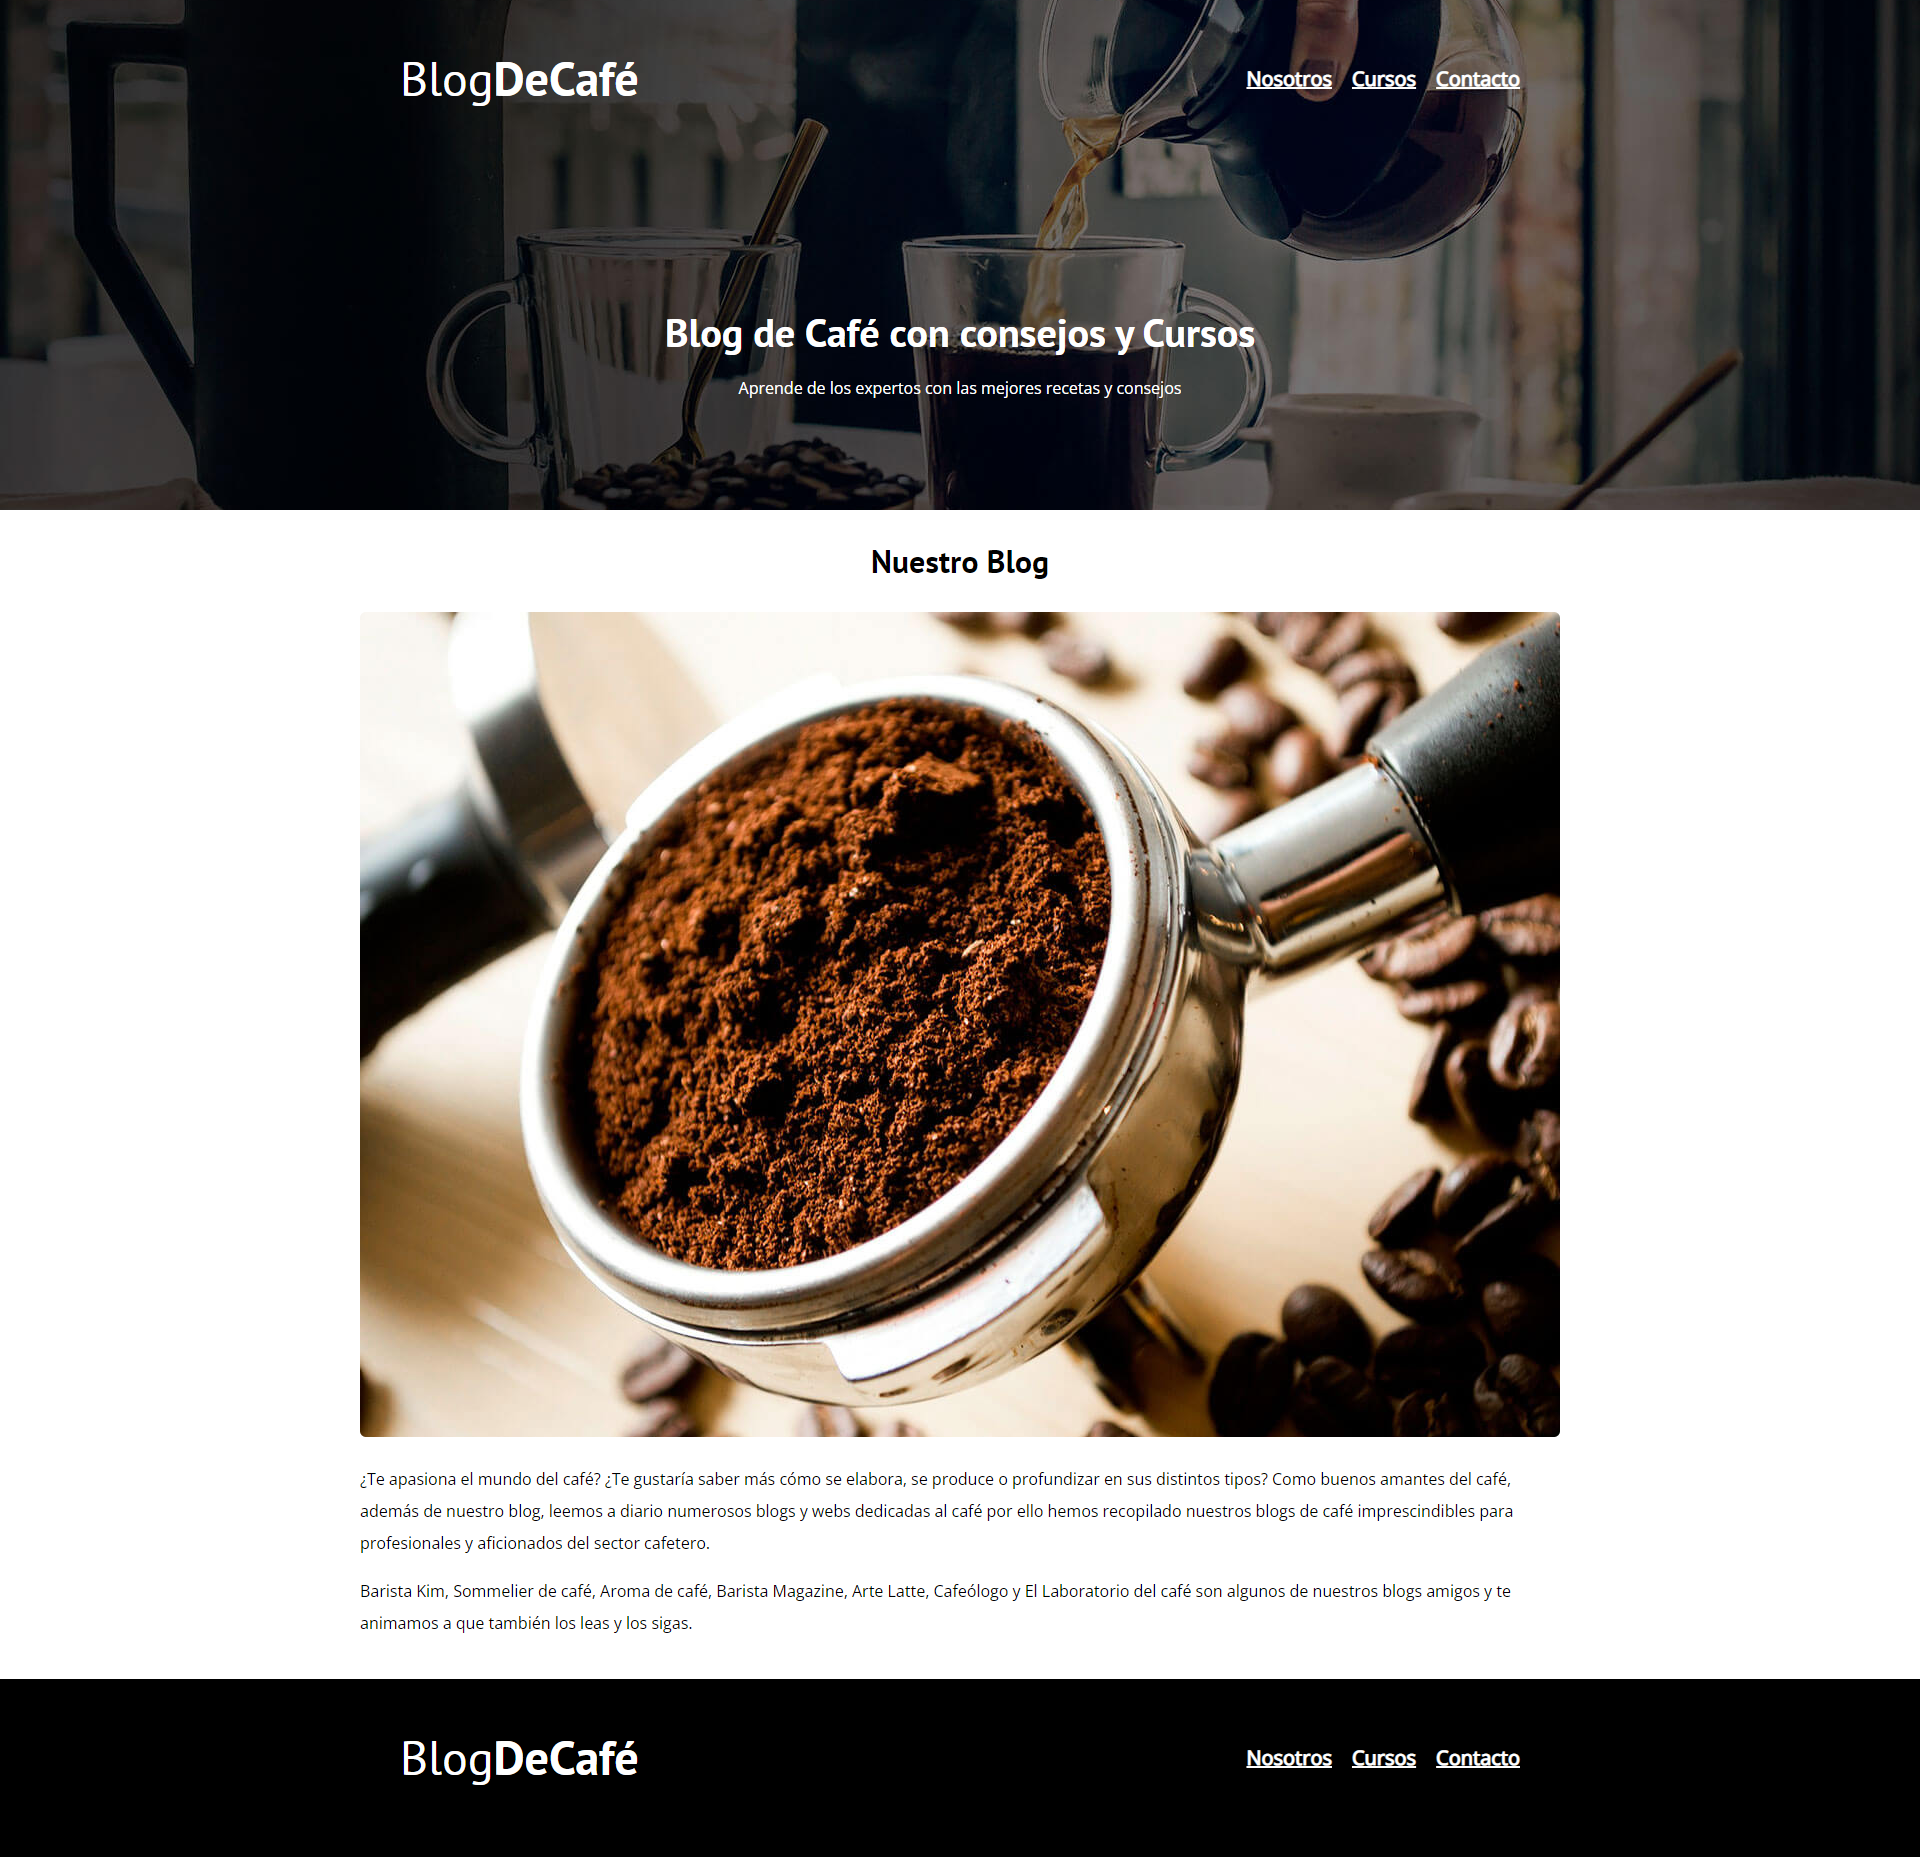 BlogDeCafé
Nosotros Cursos Contacto
Blog de Café con consejos y Cursos
Aprende de los expertos con las mejores recetas y consejos
Nuestro Blog
¿Te apasiona el mundo del café? ¿Te gustaría saber más cómo se elabora, se produce o profundizar en sus distintos tipos? Como buenos amantes del café,
además de nuestro blog, leemos a diario numerosos blogs y webs dedicadas al café por ello hemos recopilado nuestros blogs de café imprescindibles para
profesionales y aficionados del sector cafetero.
Barista Kim, Sommelier de café, Aroma de café, Barista Magazine, Arte Latte, Cafeólogo y El Laboratorio del café son algunos de nuestros blogs amigos y te
animamos a que también los leas y los sigas.
BlogDeCafé
Nosotros Cursos Contacto